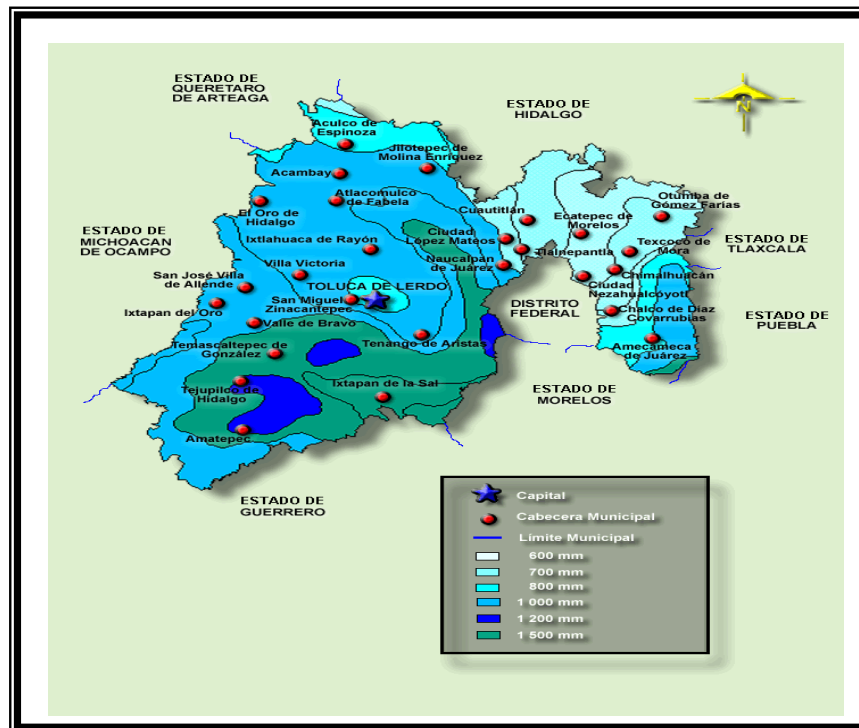 ESTADO DE
QUERETARO
DE ARTEAGA
ESTADO DE
HIDALGO
N
Aculco de
Espinoza
Jilotepec de
Molina Enríquez
Acambay
Atlacomulco
de Fabela
El Oro de
Hidalgo
Cuautitlán
Ecatepec de
Morelos
Otumba de
Gómez Farías
ESTADO DE
MICHOACAN
DE OCAMPO
Ixtlahuaca de Rayón
Ciudad
López Mateos
Tlalnepantla
Texcoco de
Mora
ESTADO DE
TLAXCALA
Villa Victoria
Naucalpan
de Juárez
Chimalhuacán
San José Villa
de Allende
TOLUCA DE LERDO
Ciudad
Nezahualcóyotl
San Miguel
Zinacantepec
DISTRITO
FEDERAL
Chalco de Díaz
Covarrubias
ESTADO DE
PUEBLA
Ixtapan del Oro
Valle de Bravo
Temascaltepec de
González
Tenango de Aristas
Amecameca
de Juárez
Tejupilco de
Hidalgo
Ixtapan de la Sal
ESTADO DE
MORELOS
Amatepec
ESTADO DE
GUERRERO
Capital
Cabecera Municipal
Límite Municipal
600 mm
700 mm
800 mm
1 000 mm
1 200 mm
1 500 mm